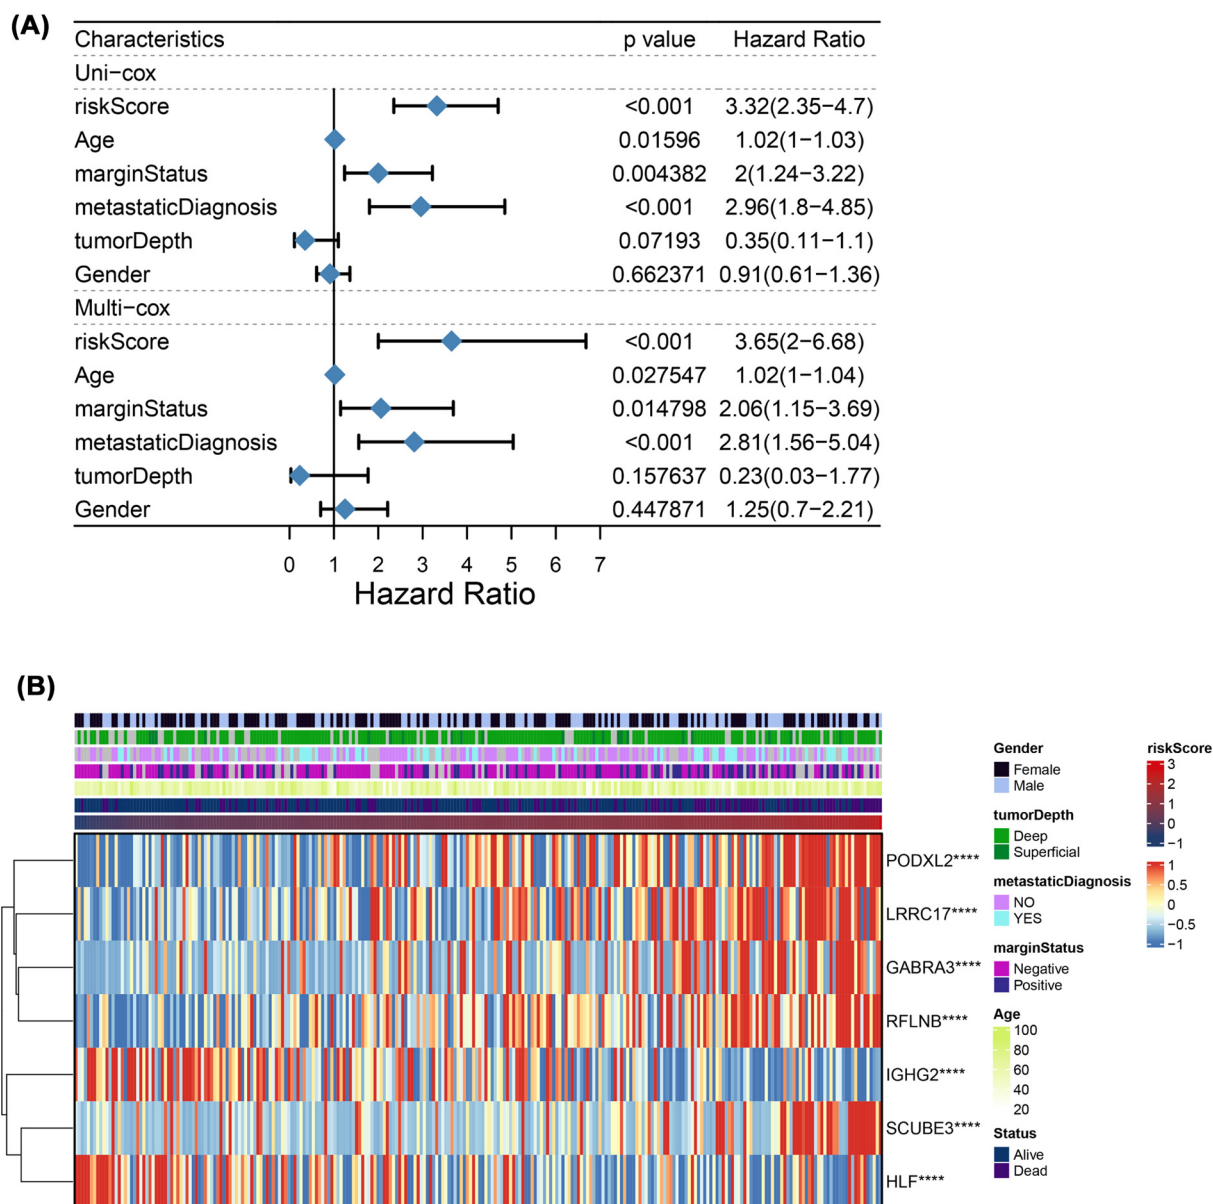 (A)
Characteristics p value Hazard Ratio
Uni−cox
riskScore <0.001 3.32(2.35−4.7)
Age 0.01596 1.02(1−1.03)
marginStatus 0.004382 2(1.24−3.22)
metastaticDiagnosis <0.001 2.96(1.8−4.85)
tumorDepth 0.07193 0.35(0.11−1.1)
Gender 0.662371 0.91(0.61−1.36)
Multi−cox
riskScore <0.001 3.65(2−6.68)
Age 0.027547 1.02(1−1.04)
marginStatus 0.014798 2.06(1.15−3.69)
metastaticDiagnosis <0.001 2.81(1.56−5.04)
tumorDepth 0.157637 0.23(0.03−1.77)
Gender 0.447871 1.25(0.7−2.21)
0 1 2 3 4 5 6 7
Hazard Ratio
(B)
PODXL2****
LRRC17****
GABRA3****
RFLNB****
IGHG2****
SCUBE3****
HLF****
Gender
Female
Male
tumorDepth
Deep
Superficial
metastaticDiagnosis
NO
YES
marginStatus
Negative
Positive
Age
100
80
60
40
20
Status
Alive
Dead
riskScore
3
2
1
0
−1
1
0.5
0
−0.5
−1